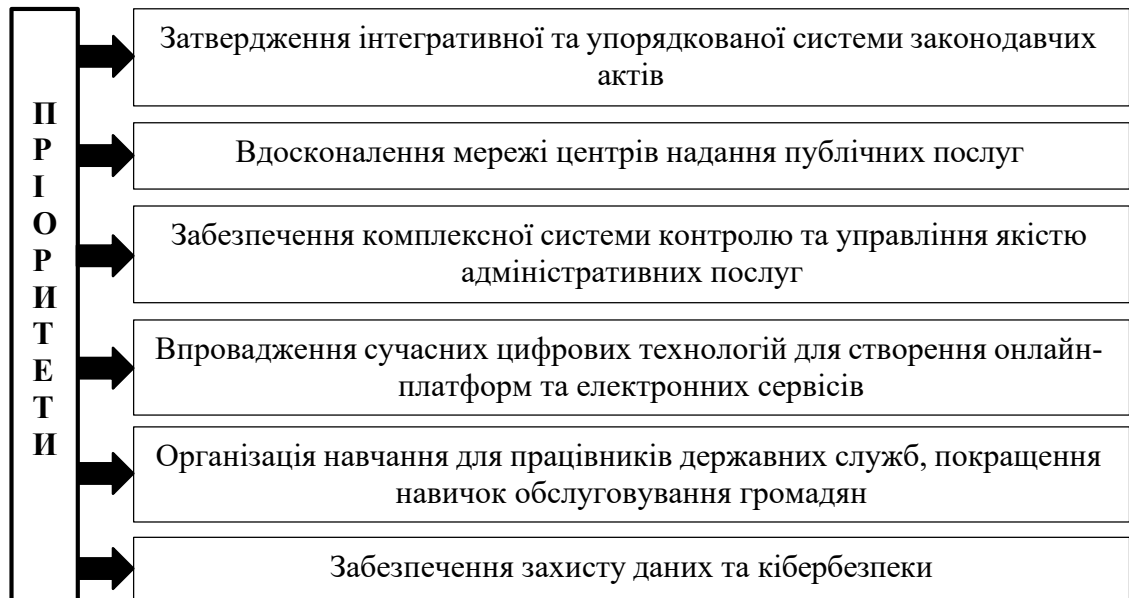 ПРІОРИТЕТИ
Затвердження інтегративної та упорядкованої системи законодавчих
актів
Вдосконалення мережі центрів надання публічних послуг
Забезпечення комплексної системи контролю та управління якістю
адміністративних послуг
Впровадження сучасних цифрових технологій для створення онлайн-
платформ та електронних сервісів
Організація навчання для працівників державних служб, покращення
навичок обслуговування громадян
Забезпечення захисту даних та кібербезпеки